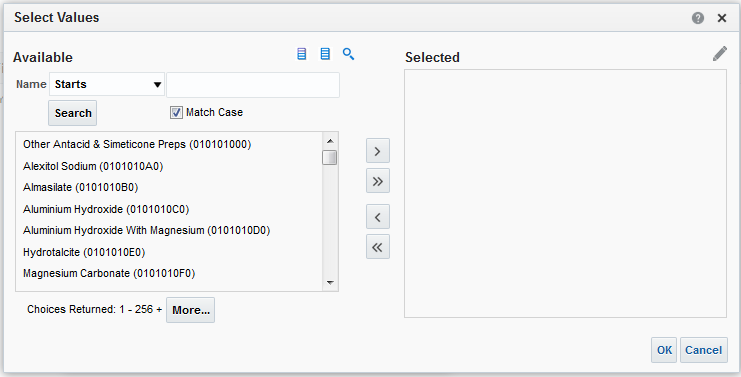 Select Values
Available
Selected
Name Starts
Search Match Case
Other Antacid & Simeticone Preps (010101000)
Alexitol Sodium (0101010A0)
Almasilate (0101010B0)
Aluminium Hydroxide (0101010C0)
Aluminium Hydroxide With Magnesium (0101010D0)
Hydrotalcite (0101010E0)
Magnesium Carbonate (0101010F0)
Choices Returned: 1 - 256 + More...
OK Cancel